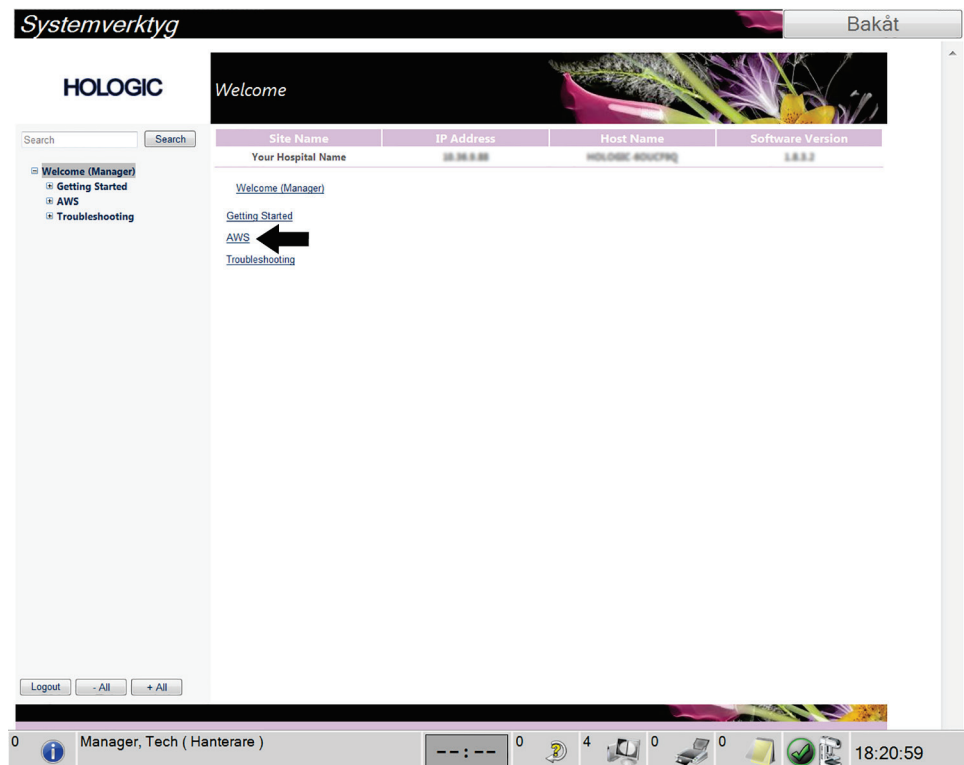 Systemverktyg
Bakåt
HOLOGIC
Welcome
Search Search
Site Name IP Address Host Name Software Version
Your Hospital Name
Welcome (Manager)
Getting Started
AWS
Troubleshooting
Welcome (Manager)
Getting Started
AWS
Troubleshooting
Logout - All + All
0 Manager, Tech ( Hanterare ) --:-- 0 4 0 0 18:20:59